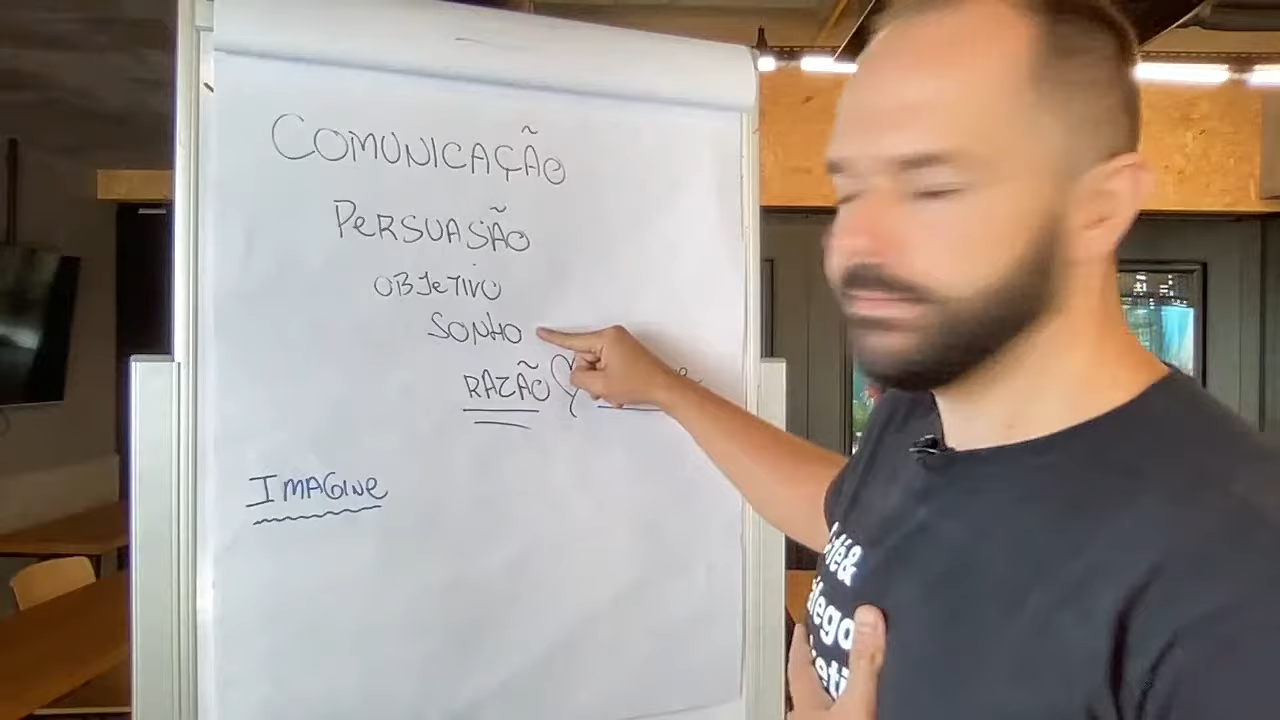 COMUNICAÇÃO
PERSUASÃO
OBJETIVO
SONHO
RAZÃO
IMAGINE